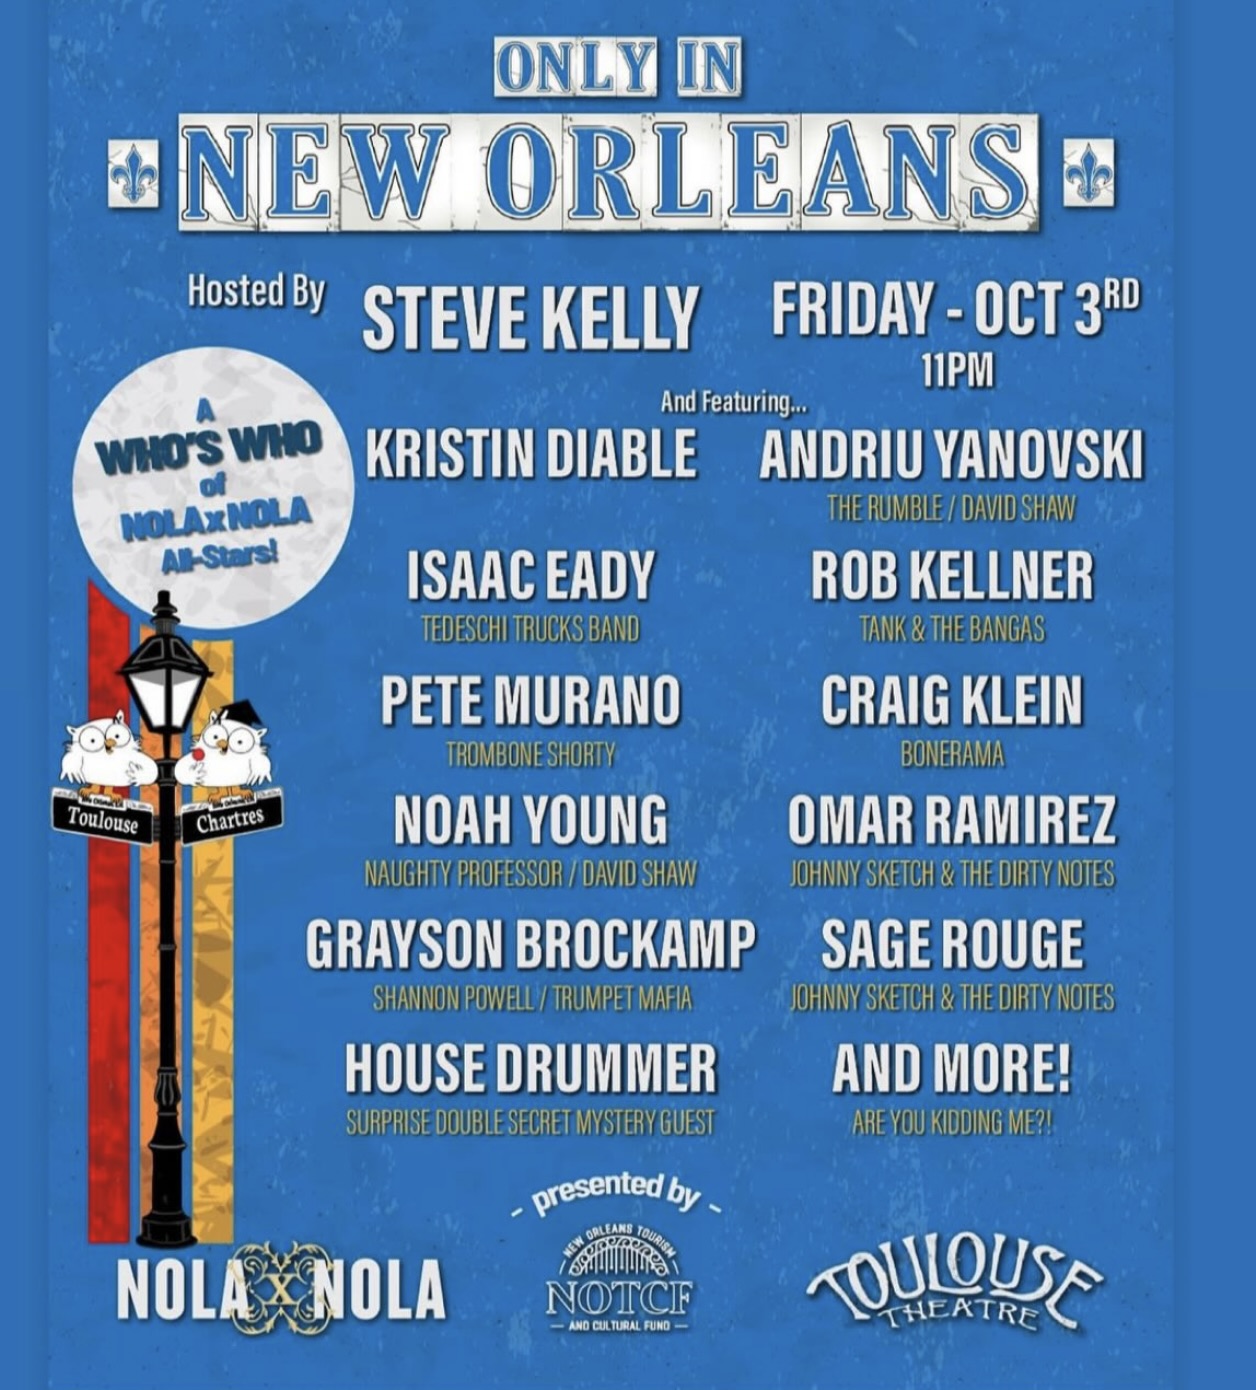 ONLY IN
NEW ORLEANS
Hosted By
STEVE KELLY
FRIDAY - OCT 3RD
11PM
And Featuring...
A
WHO'S WHO
of
NOLAxNOLA
All-Stars!
KRISTIN DIABLE
ANDRIU YANOVSKI
THE RUMBLE / DAVID SHAW
ISAAC EADY
TEDESCHI TRUCKS BAND
ROB KELLNER
TANK & THE BANGAS
PETE MURANO
TROMBONE SHORTY
CRAIG KLEIN
BONERAMA
Toulouse
Chartres
NOAH YOUNG
NAUGHTY PROFESSOR / DAVID SHAW
OMAR RAMIREZ
JOHNNY SKETCH & THE DIRTY NOTES
GRAYSON BROCKAMP
SHANNON POWELL / TRUMPET MAFIA
SAGE ROUGE
JOHNNY SKETCH & THE DIRTY NOTES
HOUSE DRUMMER
SURPRISE DOUBLE SECRET MYSTERY GUEST
AND MORE!
ARE YOU KIDDING ME?!
- presented by -
NOLA X NOLA
NEW ORLEANS TOURISM
NOTCF
— AND CULTURAL FUND —
TOULOUSE
THEATRE